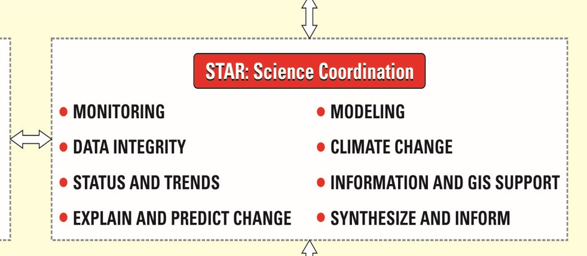 STAR: Science Coordination
MONITORING
DATA INTEGRITY
STATUS AND TRENDS
EXPLAIN AND PREDICT CHANGE
MODELING
CLIMATE CHANGE
INFORMATION AND GIS SUPPORT
SYNTHESIZE AND INFORM